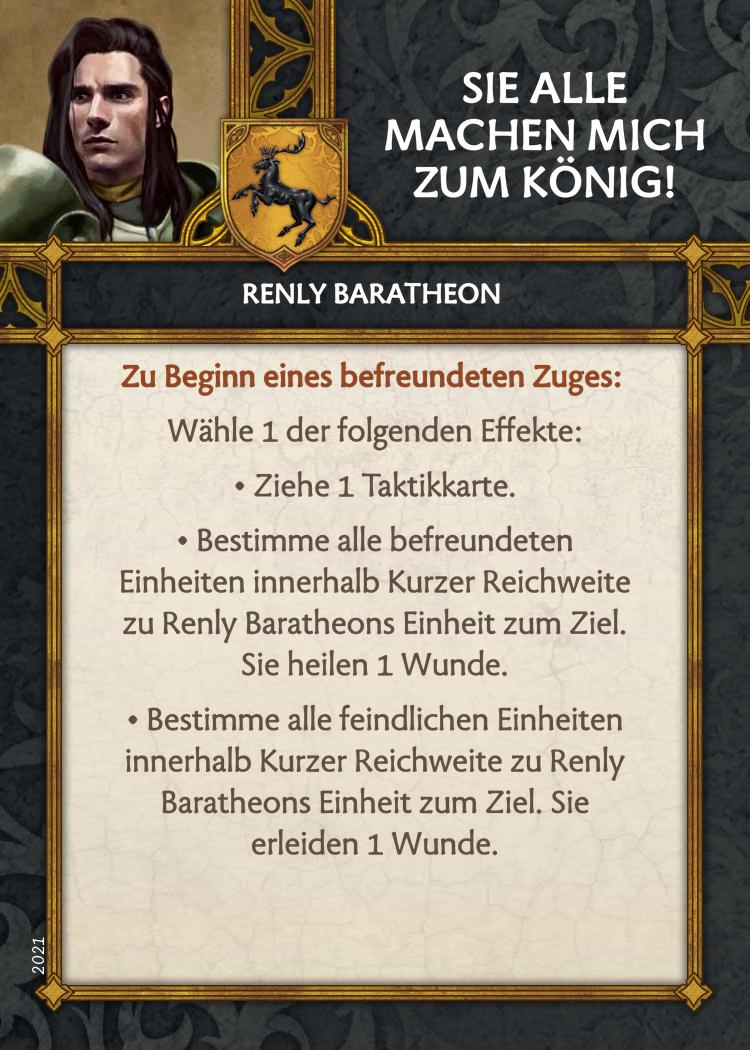 SIE ALLE
MACHEN MICH
ZUM KÖNIG!
RENLY BARATHEON
Zu Beginn eines befreundeten Zuges:
Wähle 1 der folgenden Effekte:
• Ziehe 1 Taktikkarte.
• Bestimme alle befreundeten
Einheiten innerhalb Kurzer Reichweite
zu Renly Baratheons Einheit zum Ziel.
Sie heilen 1 Wunde.
• Bestimme alle feindlichen Einheiten
innerhalb Kurzer Reichweite zu Renly
Baratheons Einheit zum Ziel. Sie
erleiden 1 Wunde.
2021